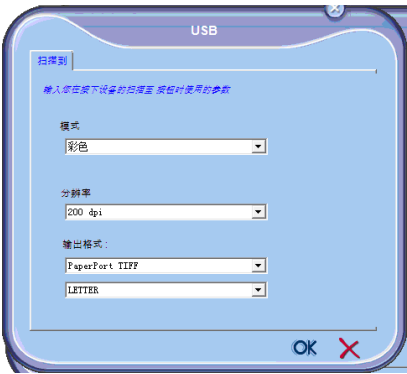 USB
扫描到
输入您在按下设备的扫描至 按钮时使用的参数
模式
彩色
分辨率
200 dpi
输出格式：
PaperPort TIFF
LETTER
OK